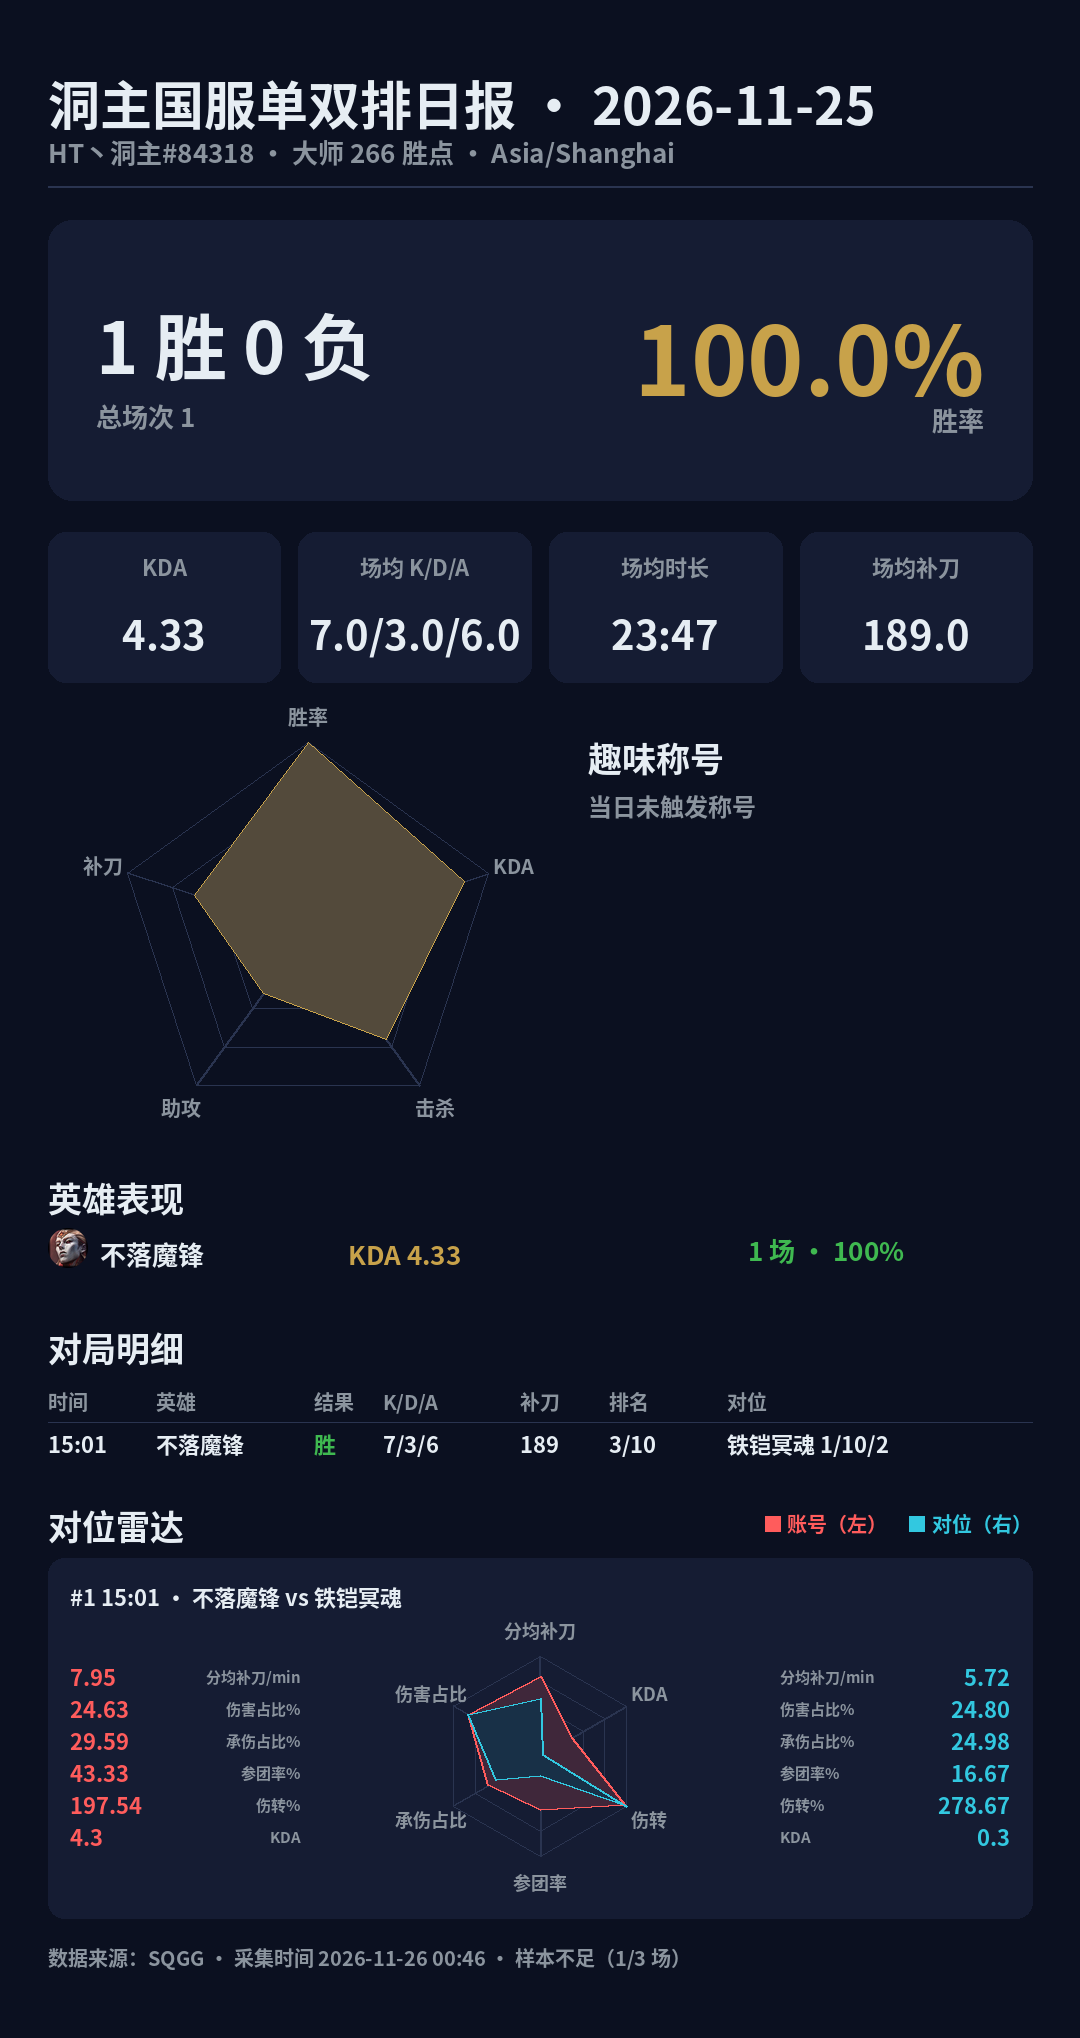 洞主国服单双排日报 · 2026-11-25
HT丶洞主#84318 · 大师 266 胜点 · Asia/Shanghai
1 胜 0 负
100.0%
总场次 1
胜率
KDA
场均 K/D/A
场均时长
场均补刀
4.33
7.0/3.0/6.0
23:47
189.0
胜率
补刀
KDA
助攻
击杀
趣味称号
当日未触发称号
英雄表现
不落魔锋 KDA 4.33 1 场 · 100%
对局明细
时间 英雄 结果 K/D/A 补刀 排名 对位
15:01 不落魔锋 胜 7/3/6 189 3/10 铁铠冥魂 1/10/2
对位雷达
账号（左） 对位（右）
#1 15:01 · 不落魔锋 vs 铁铠冥魂
7.95 分均补刀/min
24.63 伤害占比%
29.59 承伤占比%
43.33 参团率%
197.54 伤转%
4.3 KDA
分均补刀
伤害占比
KDA
承伤占比
伤转
参团率
分均补刀/min 5.72
伤害占比% 24.80
承伤占比% 24.98
参团率% 16.67
伤转% 278.67
KDA 0.3
数据来源：SQGG · 采集时间 2026-11-26 00:46 · 样本不足（1/3 场）